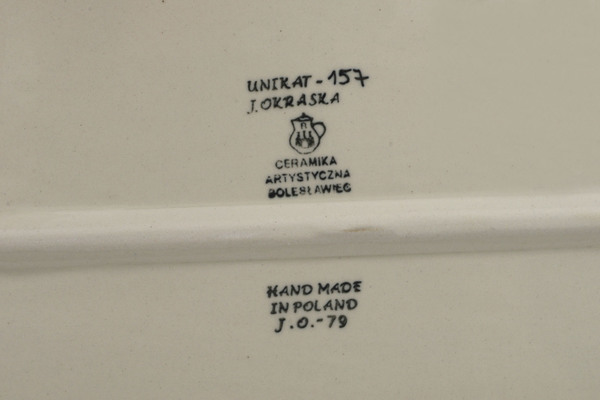 UNIKAT - 157
J. OKRASKA
CERAMIKA
ARTYSTYCZNA
BOLESŁAWIEC
HAND MADE
IN POLAND
J.O.-79